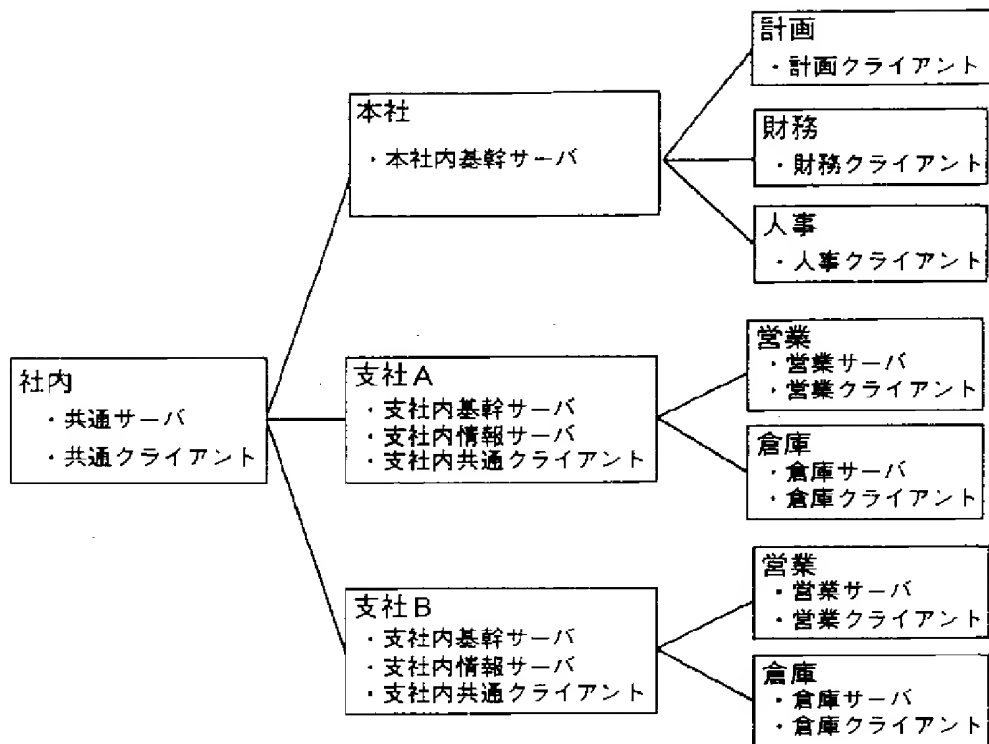 社内
・共通サーバ
・共通クライアント
本社
・本社内基幹サーバ
計画
・計画クライアント
財務
・財務クライアント
人事
・人事クライアント
支社A
・支社内基幹サーバ
・支社内情報サーバ
・支社内共通クライアント
営業
・営業サーバ
・営業クライアント
倉庫
・倉庫サーバ
・倉庫クライアント
支社B
・支社内基幹サーバ
・支社内情報サーバ
・支社内共通クライアント
営業
・営業サーバ
・営業クライアント
倉庫
・倉庫サーバ
・倉庫クライアント